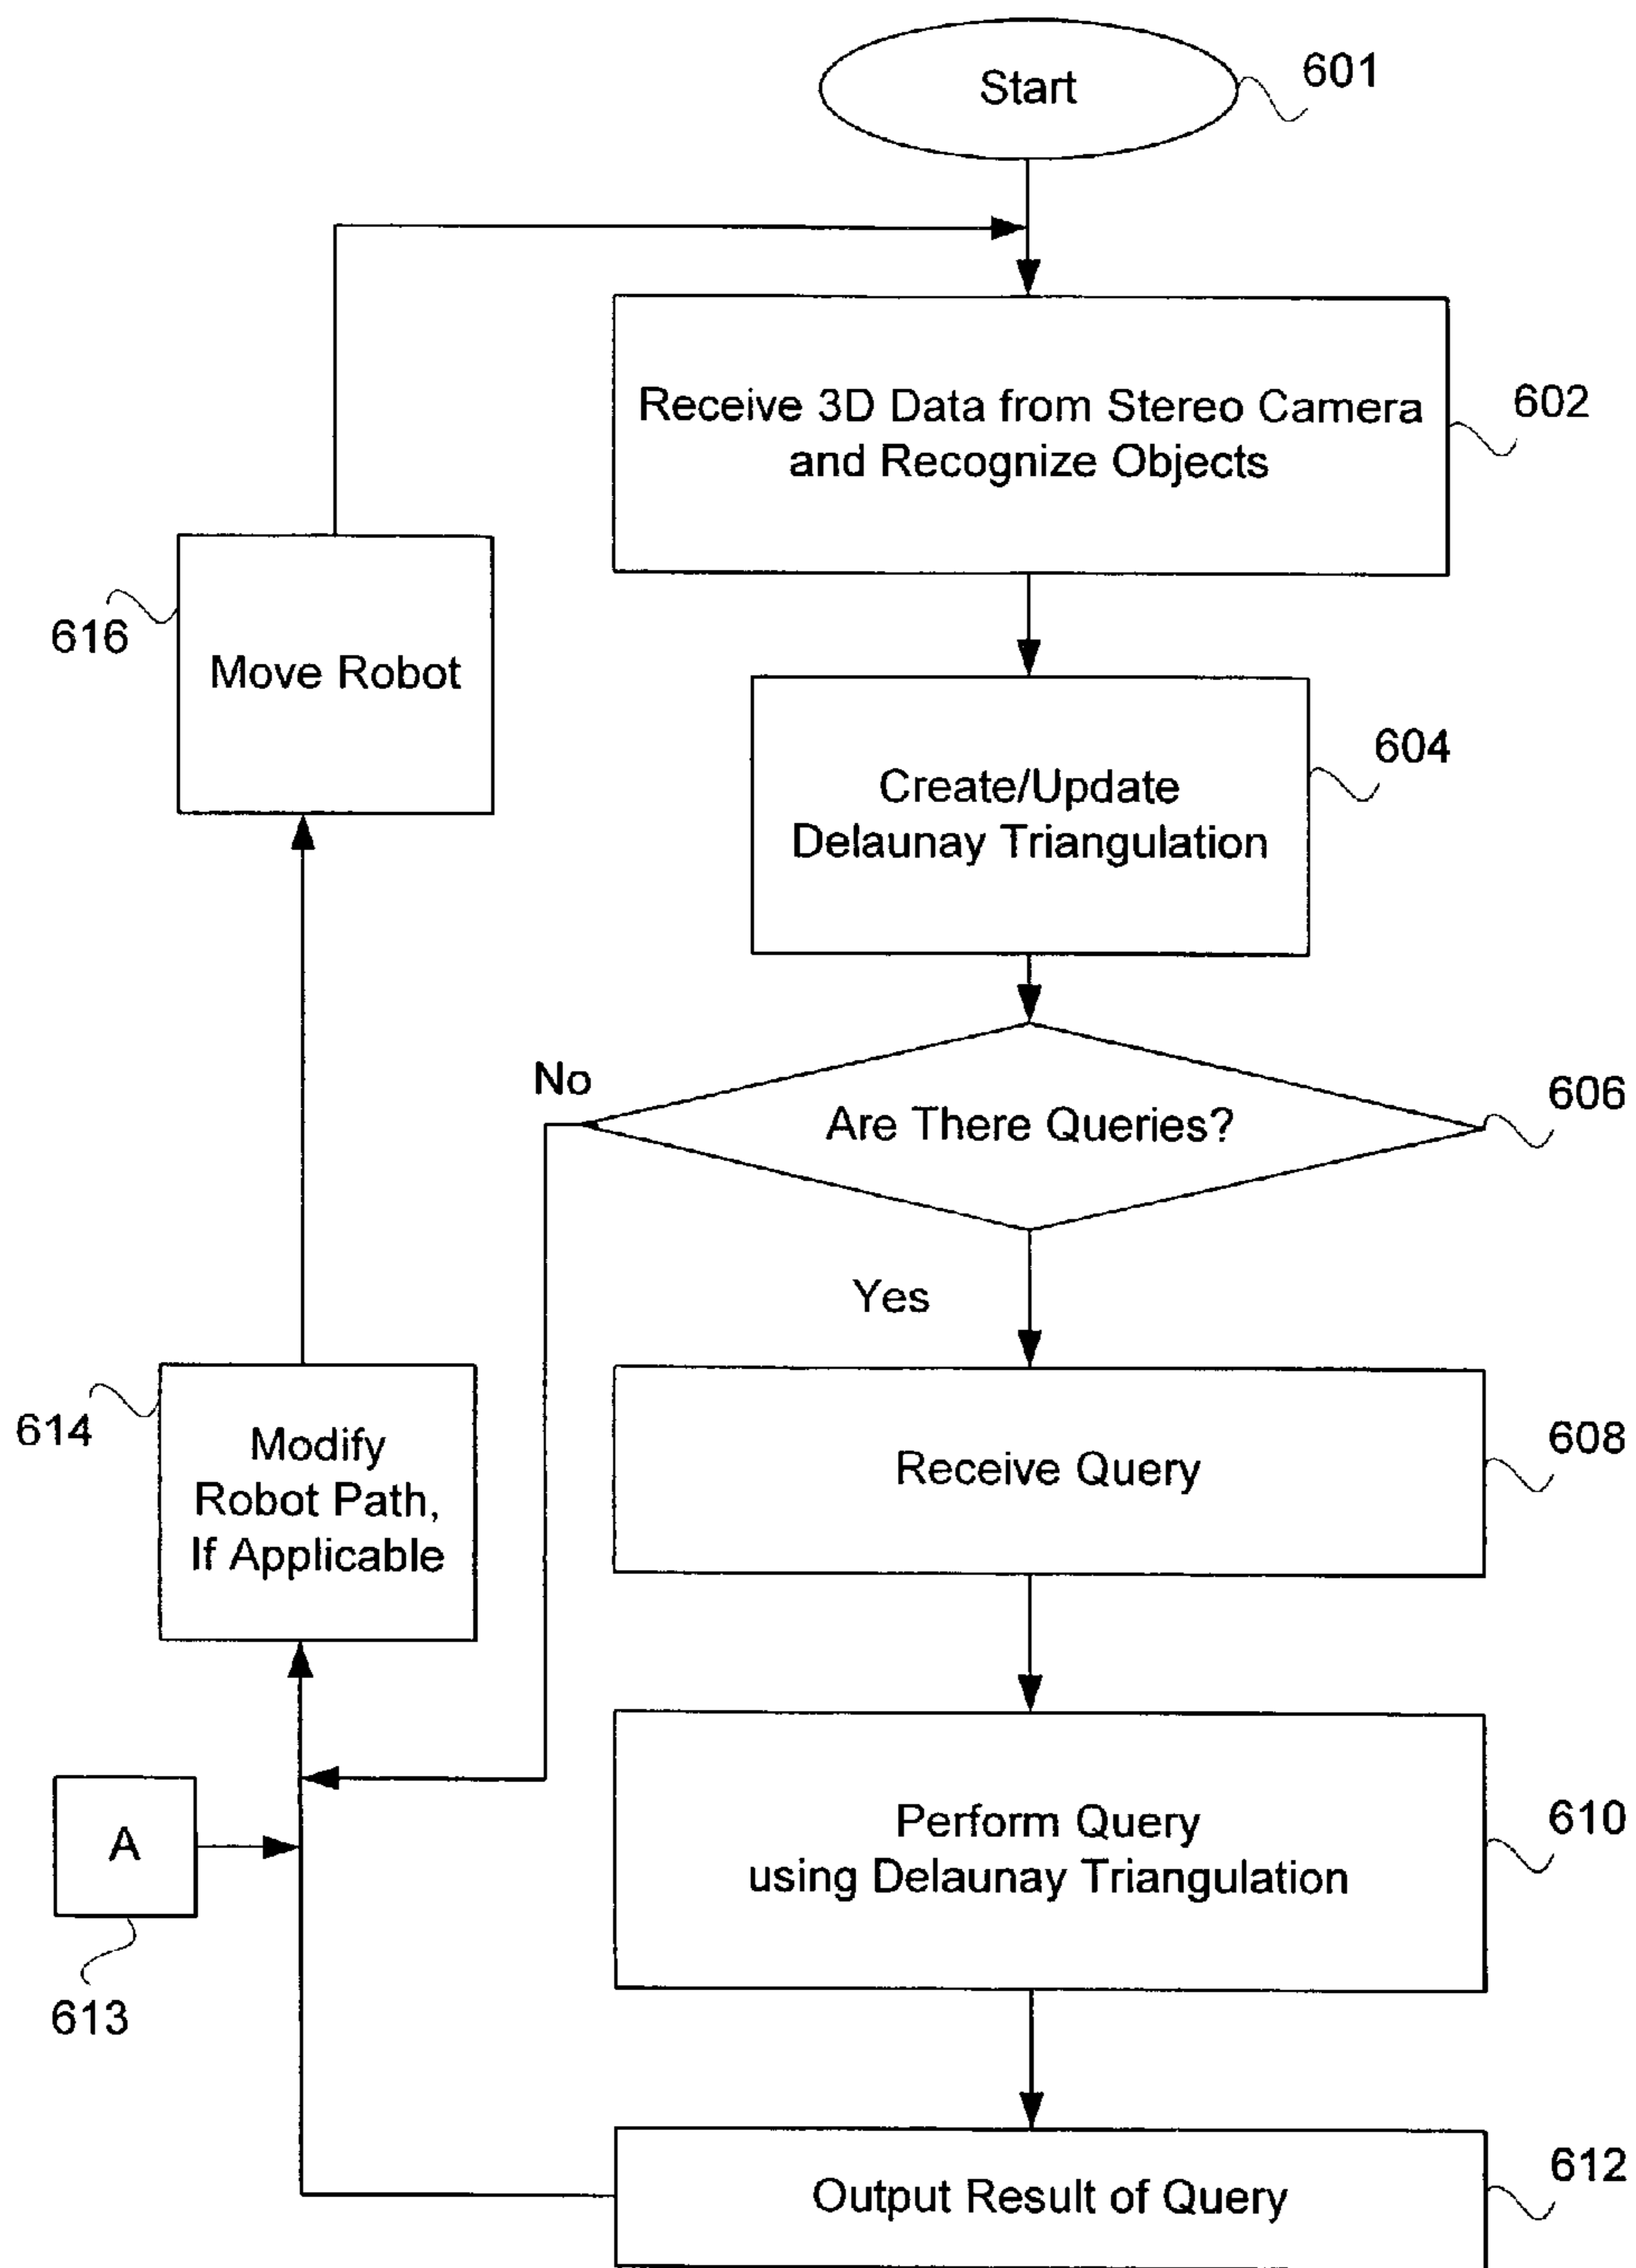 Start
601
Receive 3D Data from Stereo Camera
and Recognize Objects
602
616
Move Robot
604
Create/Update
Delaunay Triangulation
No
Are There Queries?
606
Yes
614
Modify
Robot Path,
If Applicable
Receive Query
608
A
613
Perform Query
using Delaunay Triangulation
610
Output Result of Query
612